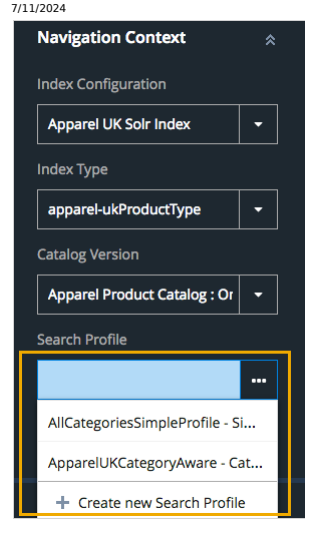 7/11/2024
Navigation Context
Index Configuration
Apparel UK Solr Index
Index Type
apparel-ukProductType
Catalog Version
Apparel Product Catalog : Or
Search Profile
AllCategoriesSimpleProfile - Si...
ApparelUKCategoryAware - Cat...
+ Create new Search Profile